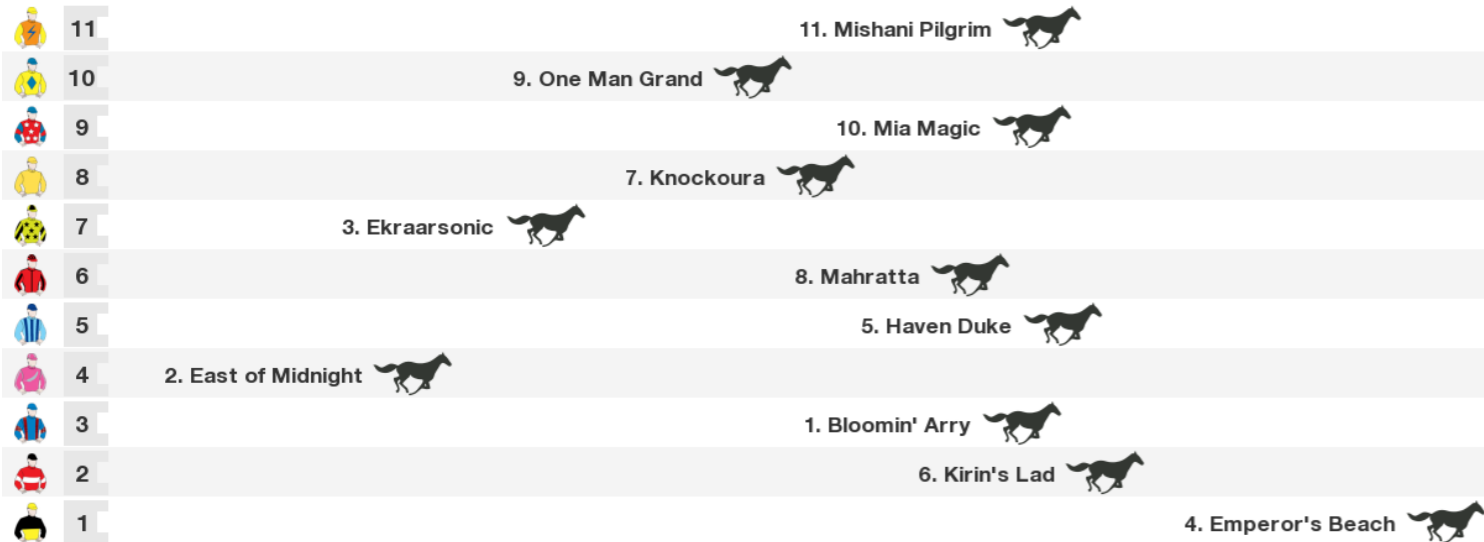 11 11. Mishani Pilgrim
10 9. One Man Grand
9 10. Mia Magic
8 7. Knockoura
7 3. Ekraarsonic
6 8. Mahratta
5 5. Haven Duke
4 2. East of Midnight
3 1. Bloomin' Arry
2 6. Kirin's Lad
1 4. Emperor's Beach